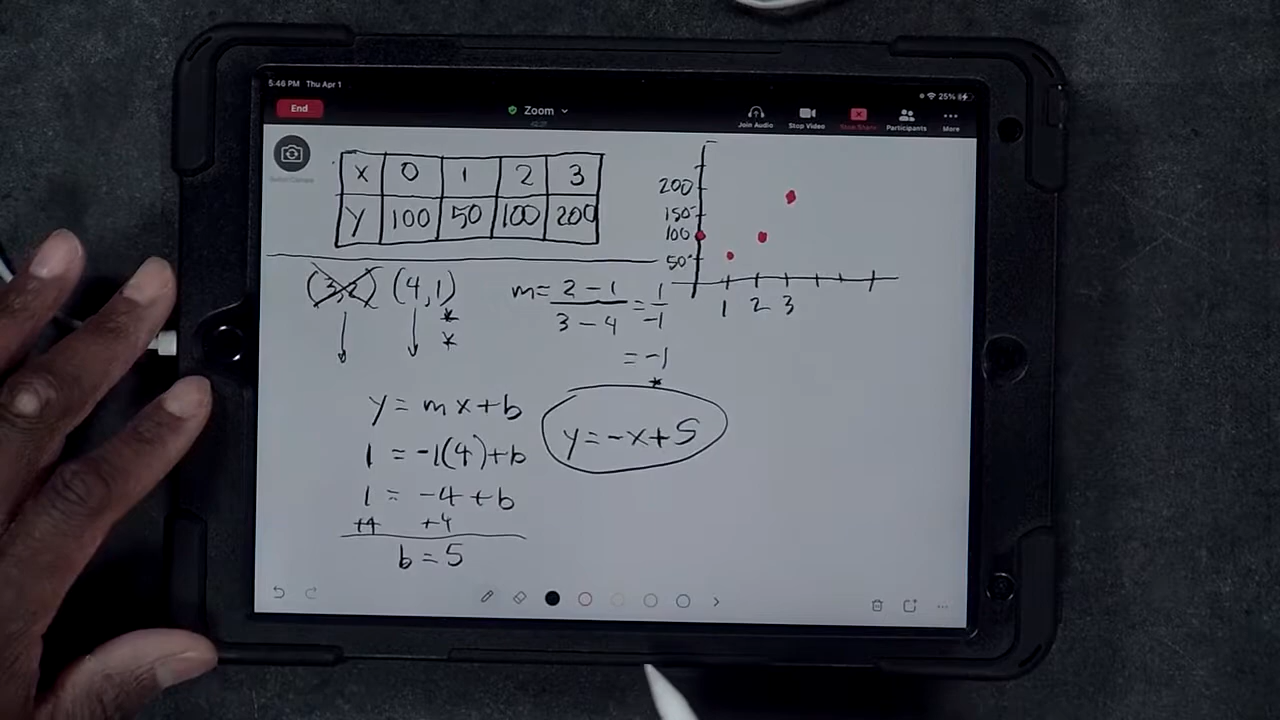 5:46 PM Thu Apr 1
25%
End
Zoom
Join Audio
Stop Video
Participants
More
X 0 1 2 3
Y 100 50 100 200
200
150
100
50
1 2 3
(3,2) (4,1)
*
*
m = 2 - 1 / 3 - 4 = 1 / -1
= -1
*
y = mx + b
y = -x + 5
1 = -1(4) + b
1 = -4 + b
+4 +4
b = 5